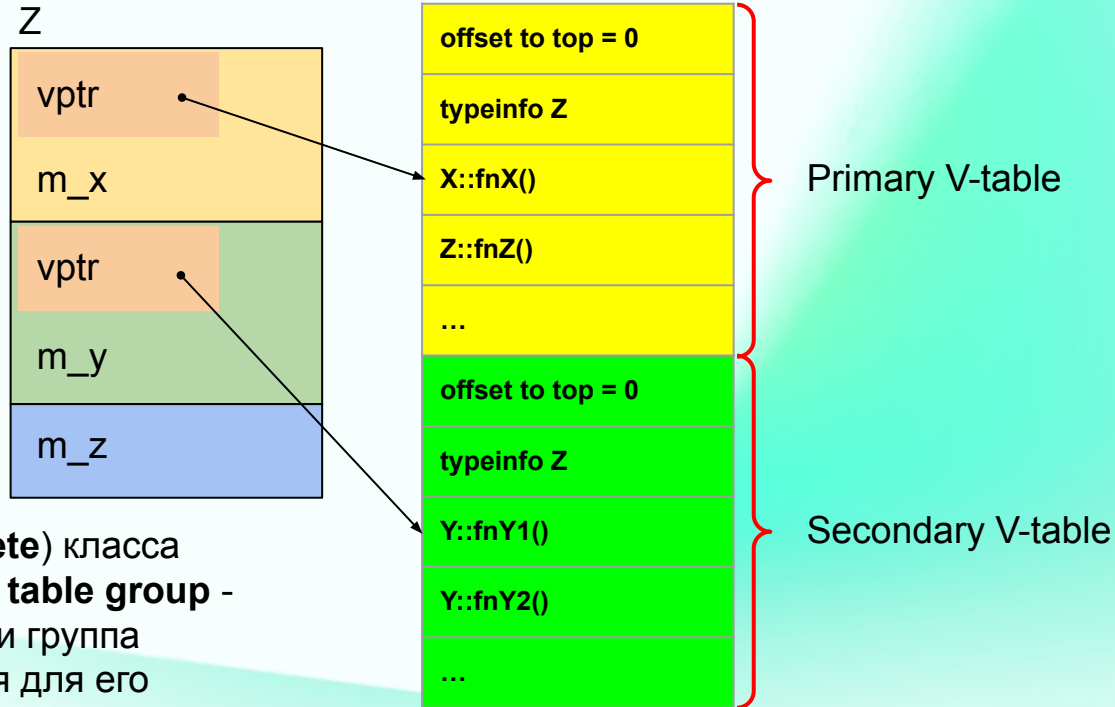 Z
vptr
m_x
vptr
m_y
m_z
offset to top = 0
typeinfo Z
X::fnX()
Z::fnZ()
...
offset to top = 0
typeinfo Z
Y::fnY1()
Y::fnY2()
...
Primary V-table
Secondary V-table
ete) класса
table group -
и группа
я для его